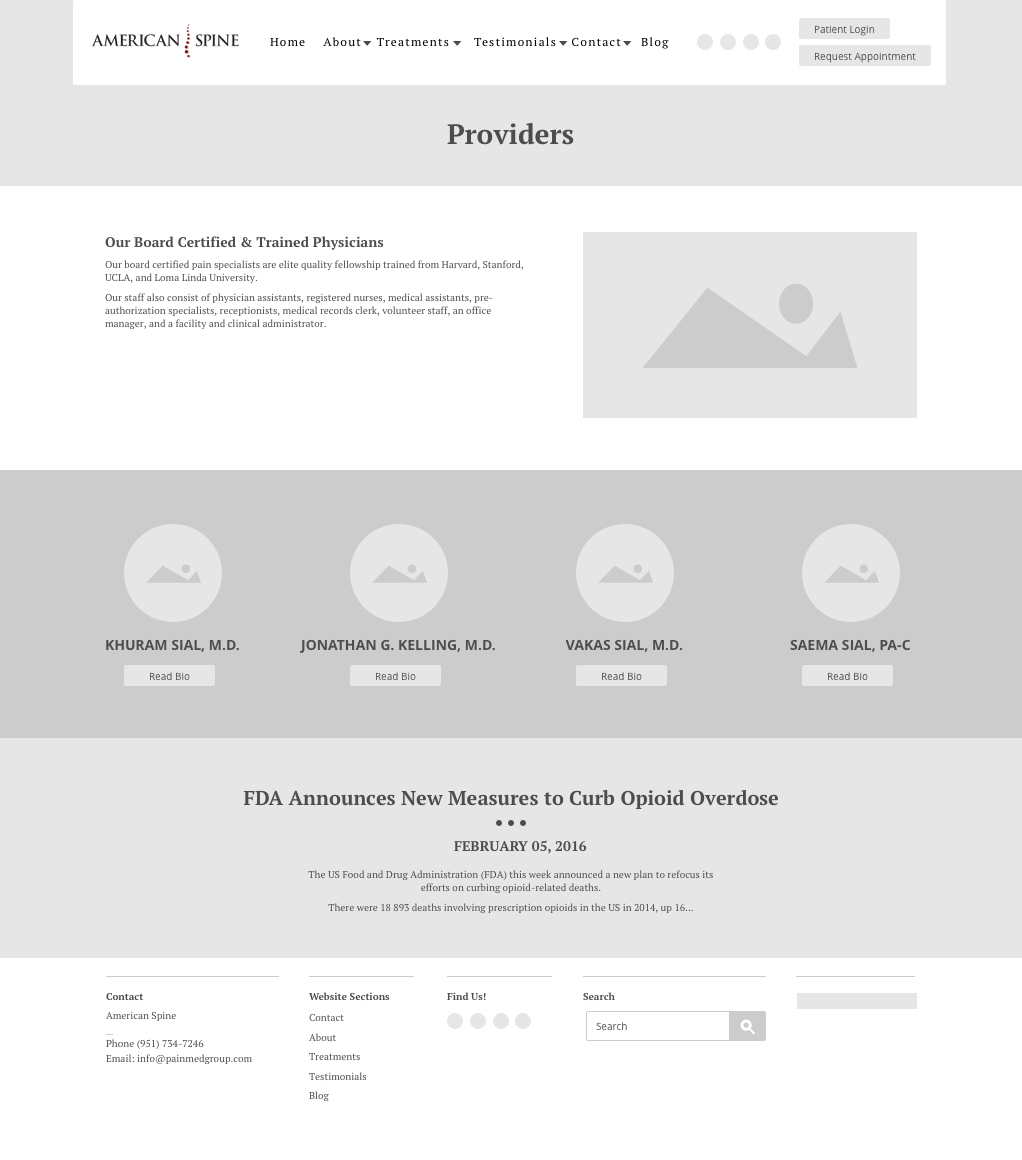 AMERICAN SPINE
Home About Treatments Testimonials Contact Blog
Patient Login
Request Appointment
Providers
Our Board Certified & Trained Physicians
Our board certified pain specialists are elite quality fellowship trained from Harvard, Stanford,
UCLA, and Loma Linda University.
Our staff also consist of physician assistants, registered nurses, medical assistants, pre-
authorization specialists, receptionists, medical records clerk, volunteer staff, an office
manager, and a facility and clinical administrator.
KHURAM SIAL, M.D.
Read Bio
JONATHAN G. KELLING, M.D.
Read Bio
VAKAS SIAL, M.D.
Read Bio
SAEMA SIAL, PA-C
Read Bio
FDA Announces New Measures to Curb Opioid Overdose
FEBRUARY 05, 2016
The US Food and Drug Administration (FDA) this week announced a new plan to refocus its
efforts on curbing opioid-related deaths.
There were 18 893 deaths involving prescription opioids in the US in 2014, up 16...
Contact
American Spine
Phone (951) 734-7246
Email: info@painmedgroup.com
Website Sections
Contact
About
Treatments
Testimonials
Blog
Find Us!
Search
Search